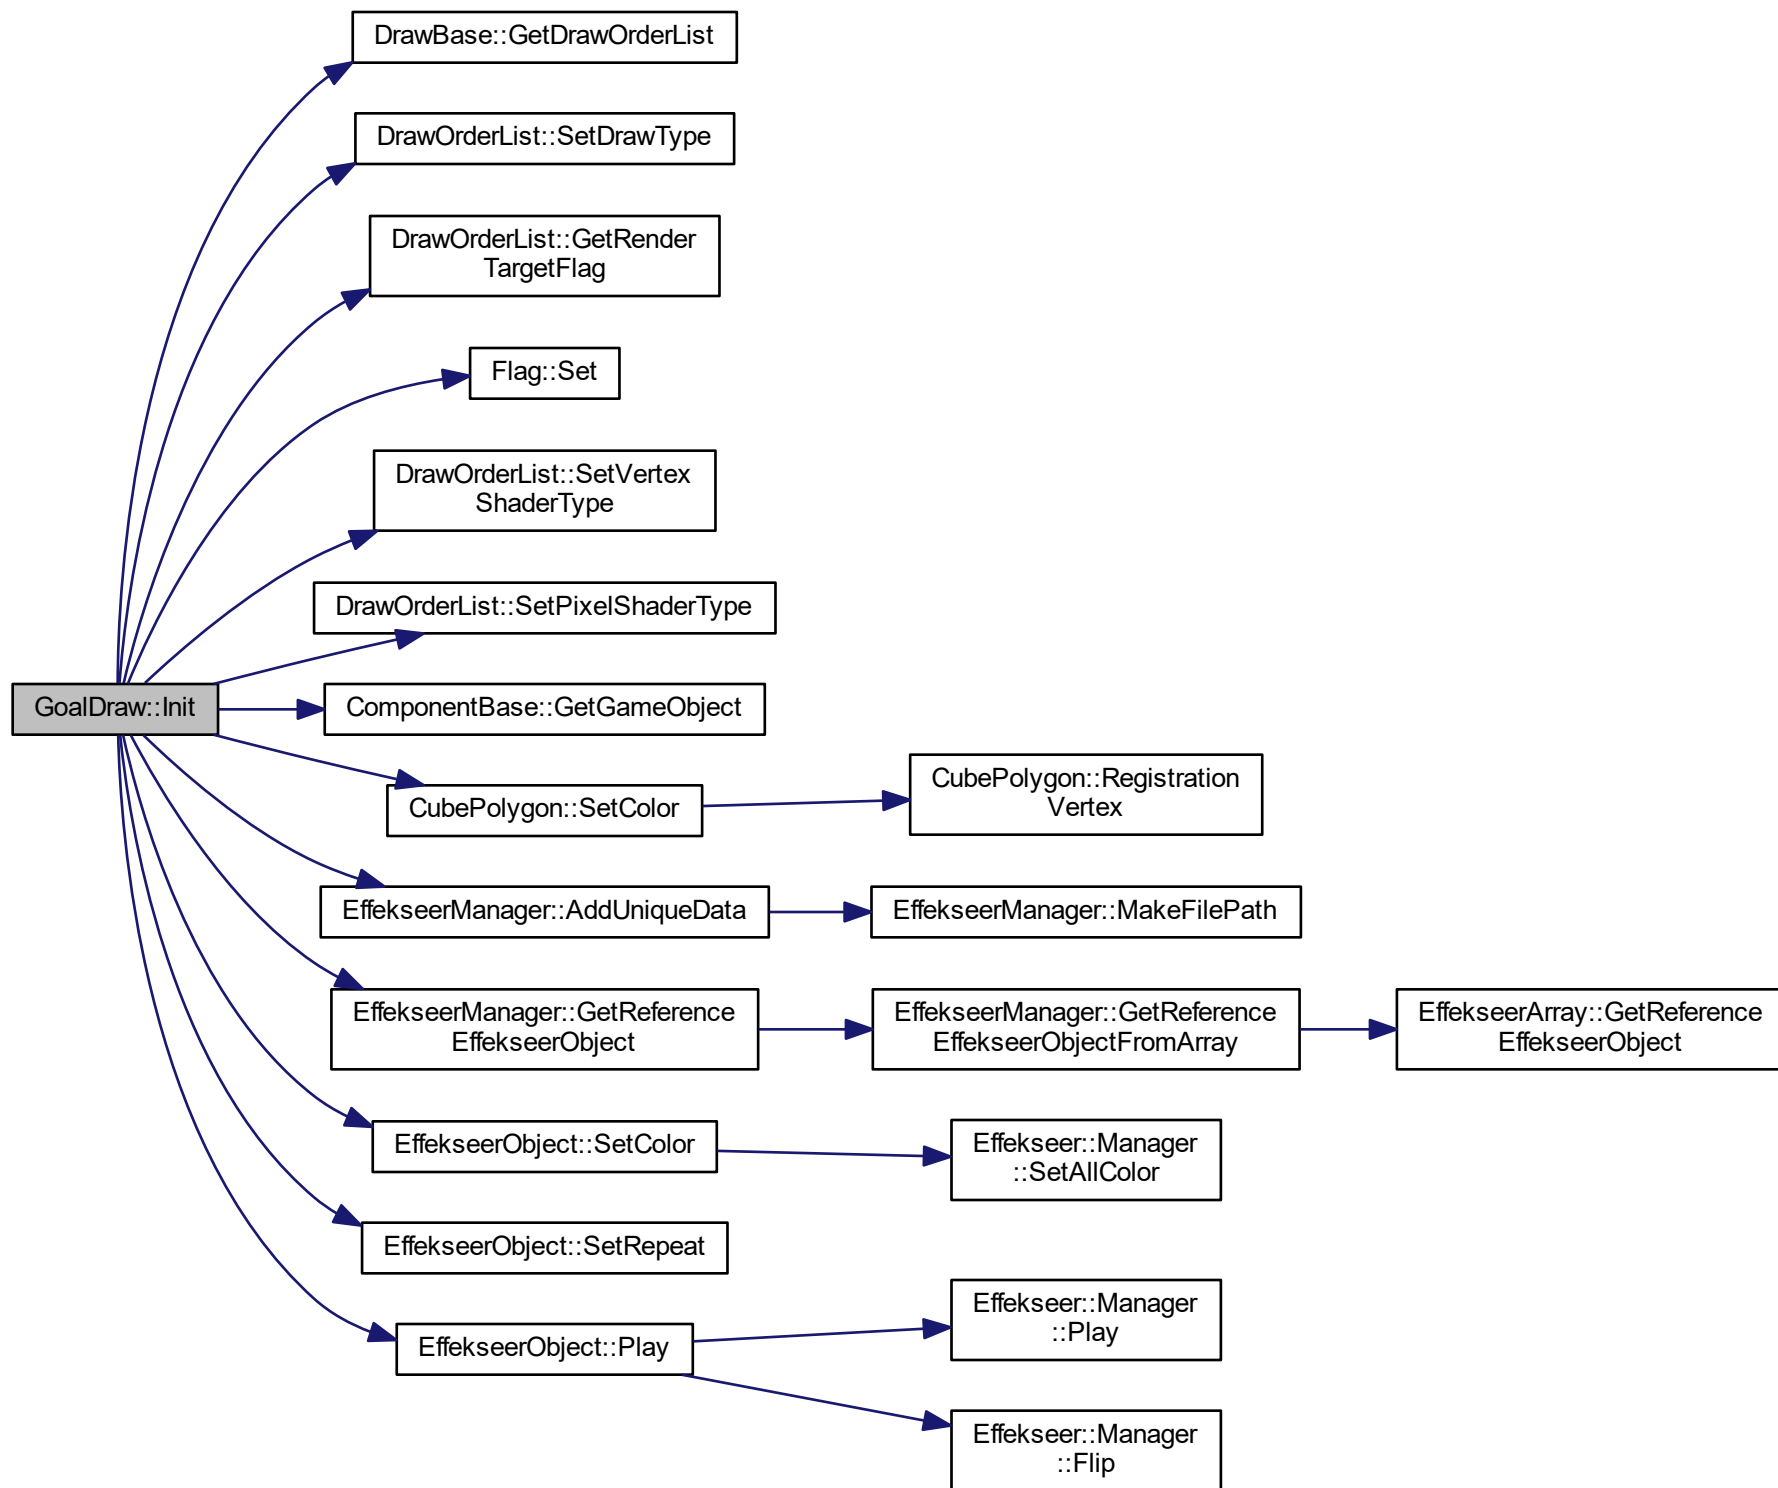 DrawBase::GetDrawOrderList
DrawOrderList::SetDrawType
DrawOrderList::GetRender
TargetFlag
Flag::Set
DrawOrderList::SetVertex
ShaderType
DrawOrderList::SetPixelShaderType
GoalDraw::Init
ComponentBase::GetGameObject
CubePolygon::SetColor
CubePolygon::Registration
Vertex
EffekseerManager::AddUniqueData
EffekseerManager::MakeFilePath
EffekseerManager::GetReference
EffekseerObject
EffekseerManager::GetReference
EffekseerObjectFromArray
EffekseerArray::GetReference
EffekseerObject
EffekseerObject::SetColor
Effekseer::Manager
::SetAllColor
EffekseerObject::SetRepeat
EffekseerObject::Play
Effekseer::Manager
::Play
Effekseer::Manager
::Flip